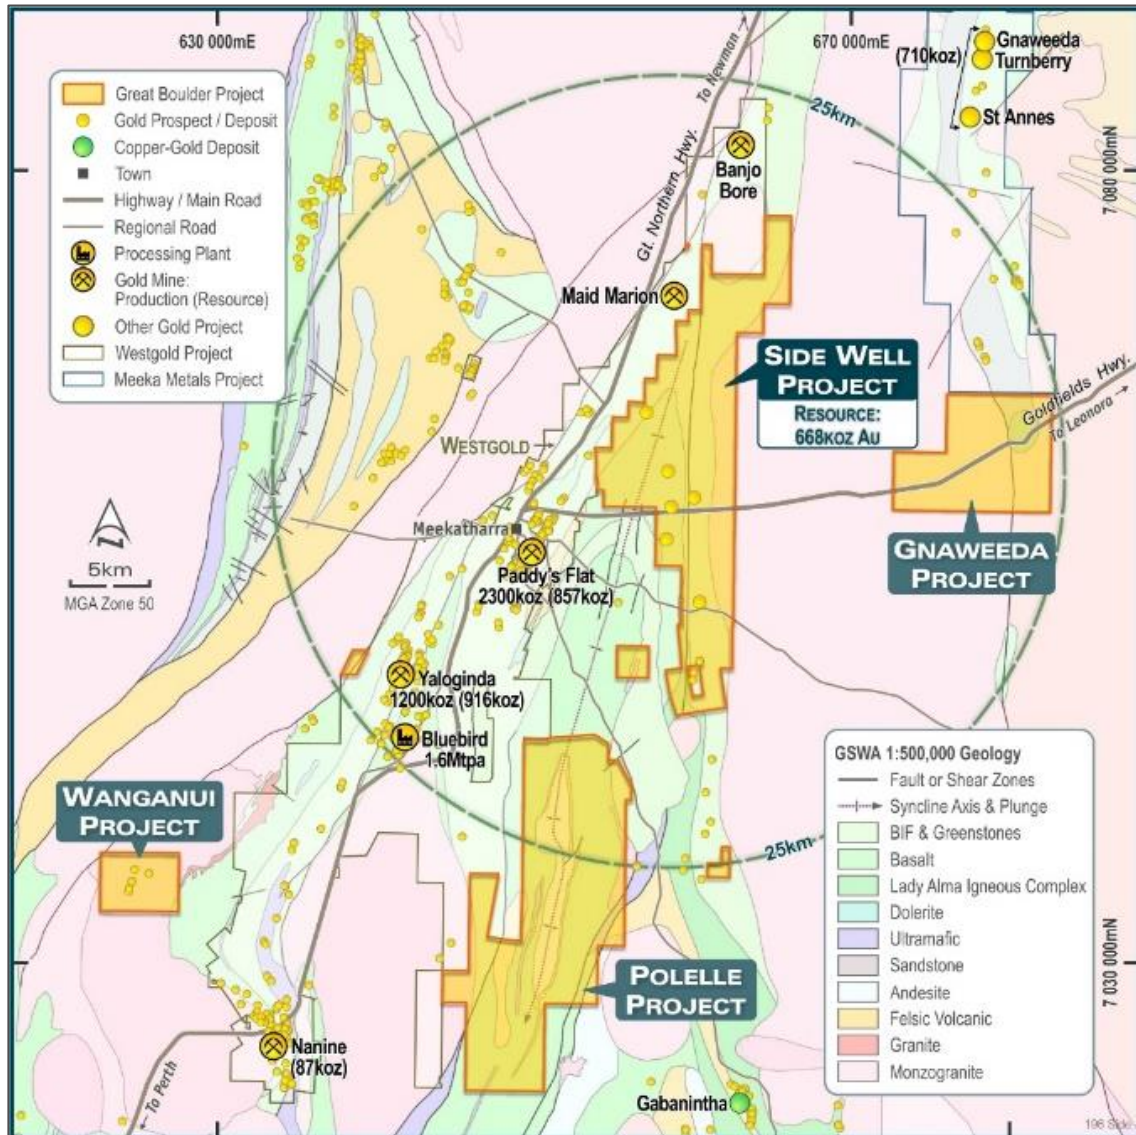 630 000mE
670 000mE
Great Boulder Project
Gold Prospect / Deposit
Copper-Gold Deposit
Town
Highway / Main Road
Regional Road
Processing Plant
Gold Mine:
Production (Resource)
Other Gold Project
Westgold Project
Meeka Metals Project
To Newman
Gt. Northern Hwy.
25km
(710koz)
Gnaweeda
Turnberry
St Annes
7 080 000mN
Banjo
Bore
Maid Marion
SIDE WELL
PROJECT
RESOURCE:
668KOZ AU
WESTGOLD
Goldfields Hwy.
To Leonora
Meekatharra
5km
MGA Zone 50
Paddy's Flat
2300koz (857koz)
GNAWEEDA
PROJECT
Yaloginda
1200koz (916koz)
Bluebird
1.6Mtpa
WANGANUI
PROJECT
25km
GSWA 1:500,000 Geology
Fault or Shear Zones
Syncline Axis & Plunge
BIF & Greenstones
Basalt
Lady Alma Igneous Complex
Dolerite
Ultramafic
Sandstone
Andesite
Felsic Volcanic
Granite
Monzogranite
7 030 000mN
POLELLE
PROJECT
Nanine
(87koz)
To Perth
Gabanintha